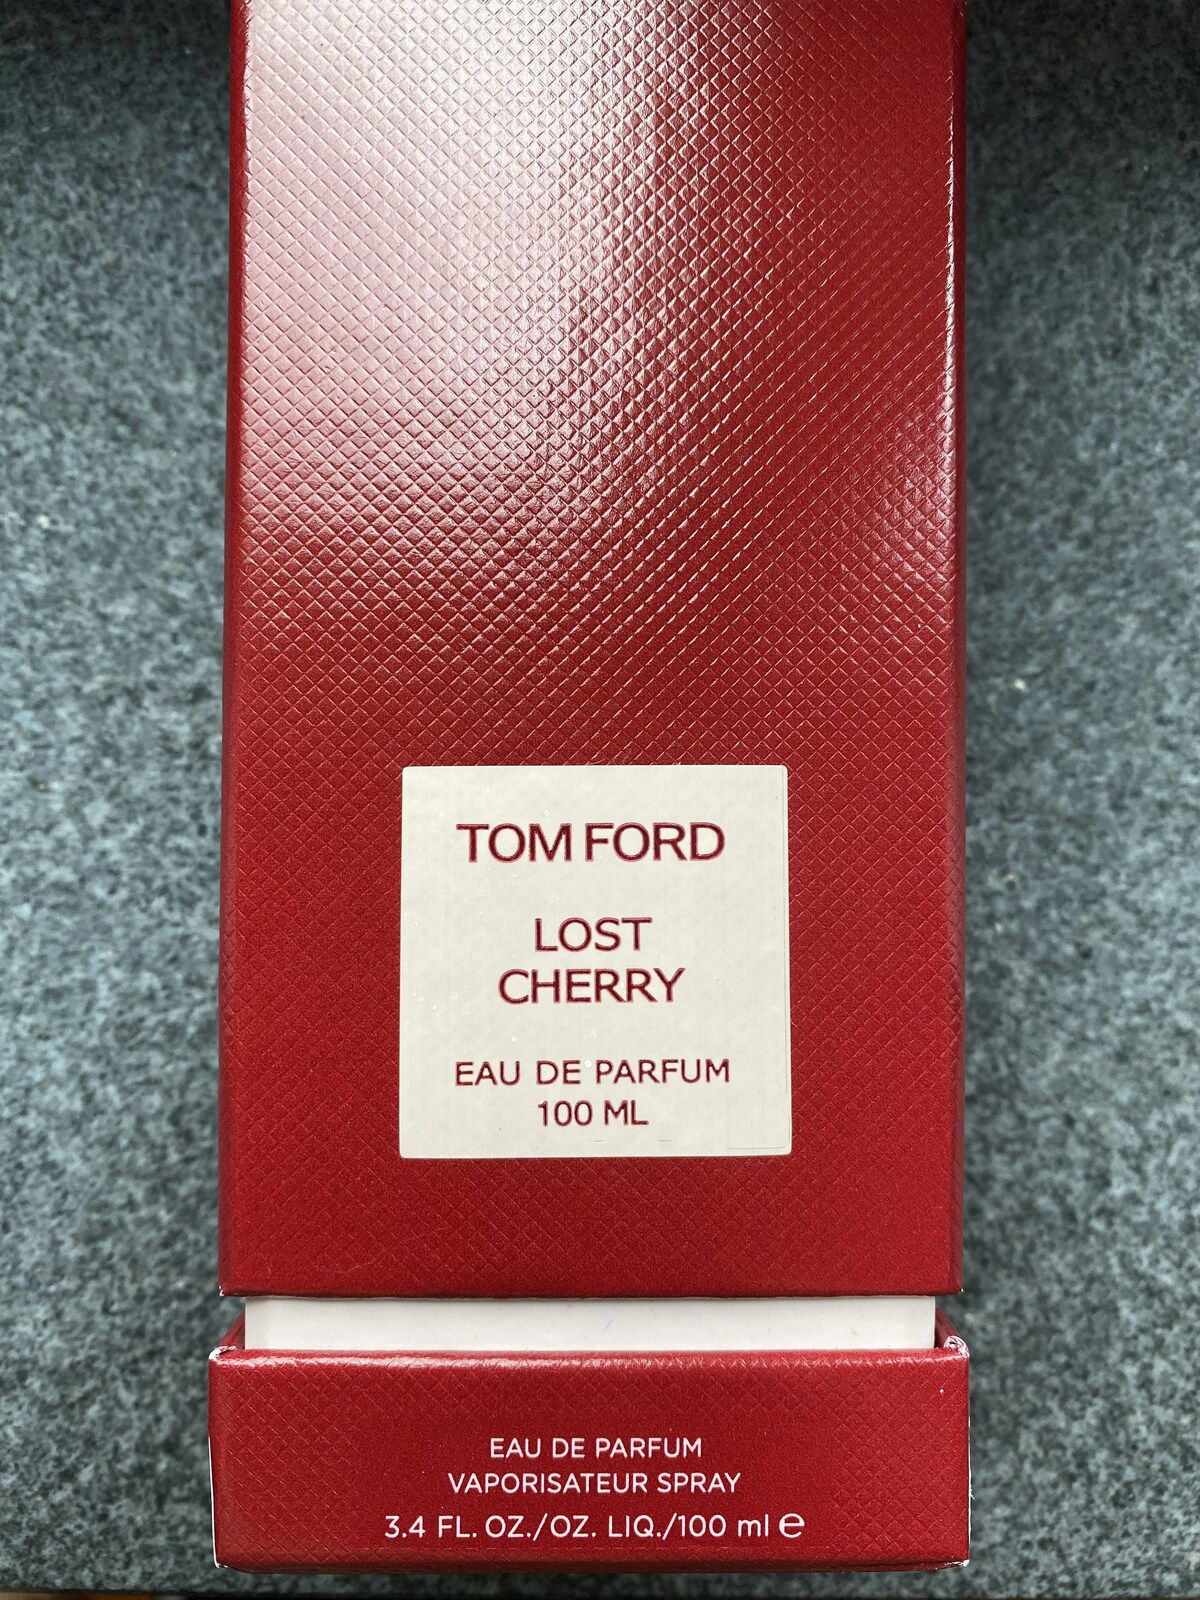 TOM FORD
LOST
CHERRY
EAU DE PARFUM
100 ML
EAU DE PARFUM
VAPORISATEUR SPRAY
3.4 FL. OZ./OZ. LIQ./100 ml ℮